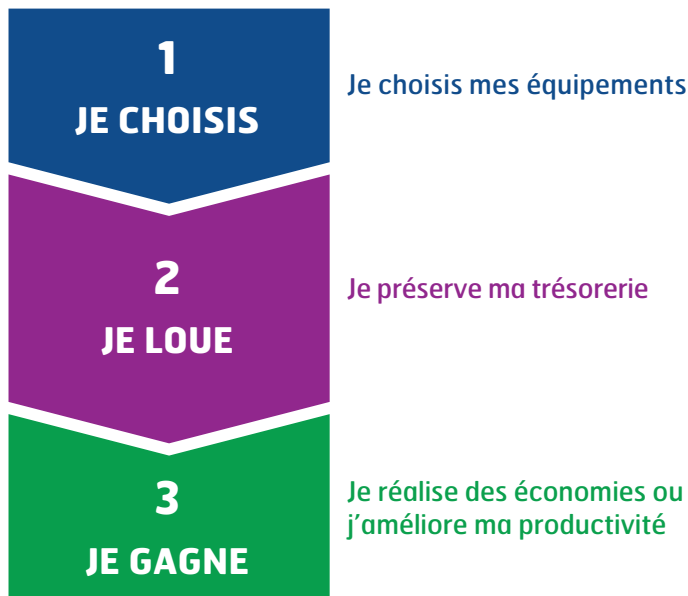 1
JE CHOISIS
Je choisis mes équipements
2
JE LOUE
Je préserve ma trésorerie
3
JE GAGNE
Je réalise des économies ou
j’améliore ma productivité